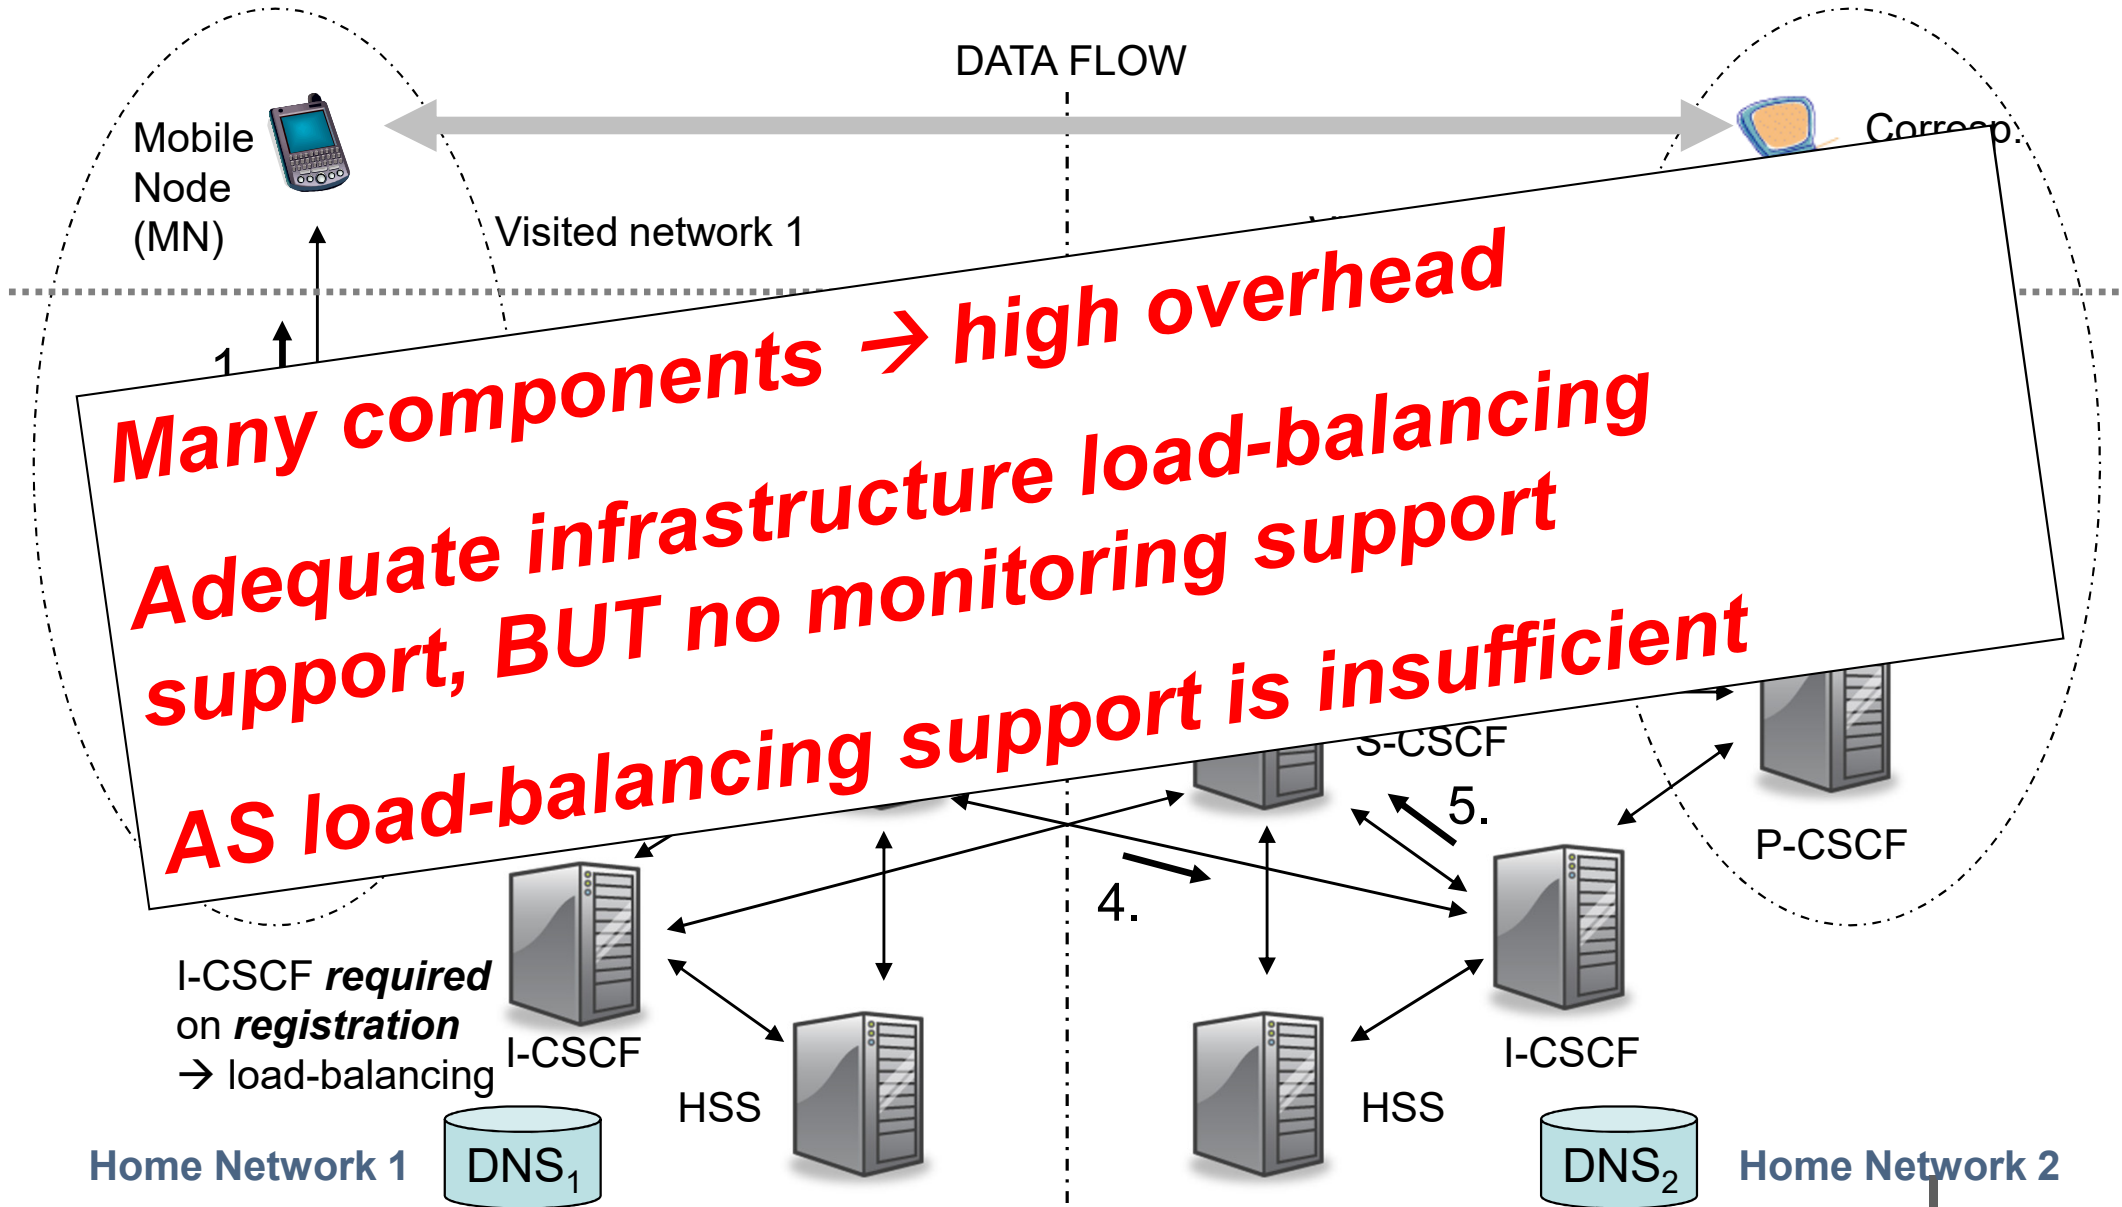 DATA FLOW
Mobile
Node
(MN)
Corresp.
Visited network 1
1
Many components → high overhead
Adequate infrastructure load-balancing
support, BUT no monitoring support
AS load-balancing support is insufficient
S-CSCF
5.
P-CSCF
4.
I-CSCF required
on registration
→ load-balancing
I-CSCF
I-CSCF
HSS
HSS
Home Network 1
DNS1
DNS2
Home Network 2